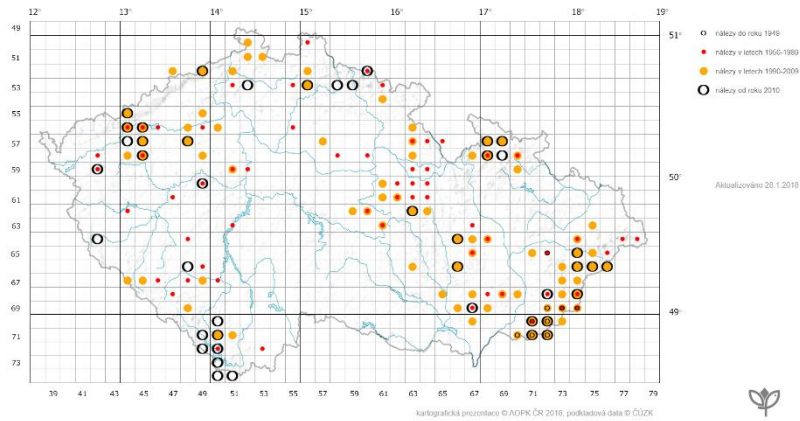 12° 13° 14° 15° 16° 17° 18° 19°
49
51 51°
53
55
57
59 50°
61
63
65
67
69 49°
71
73
39 41 43 45 47 49 51 53 55 57 59 61 63 65 67 69 71 73 75 77 79
nálezy do roku 1949
nálezy v letech 1950-1989
nálezy v letech 1990-2009
nálezy od roku 2010
Aktualizováno 28.1.2018
kartografická prezentace © AOPK ČR 2018, podkladová data © ČÚZK